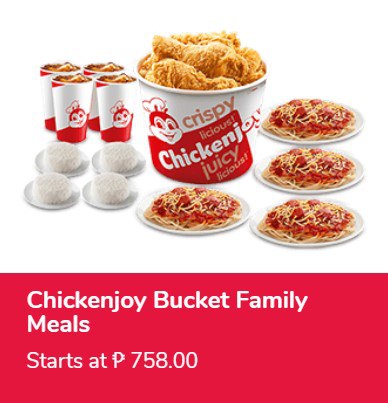 crispy
licious!
Chickenjoy
juicy
licious!
Chickenjoy Bucket Family
Meals
Starts at ₱ 758.00